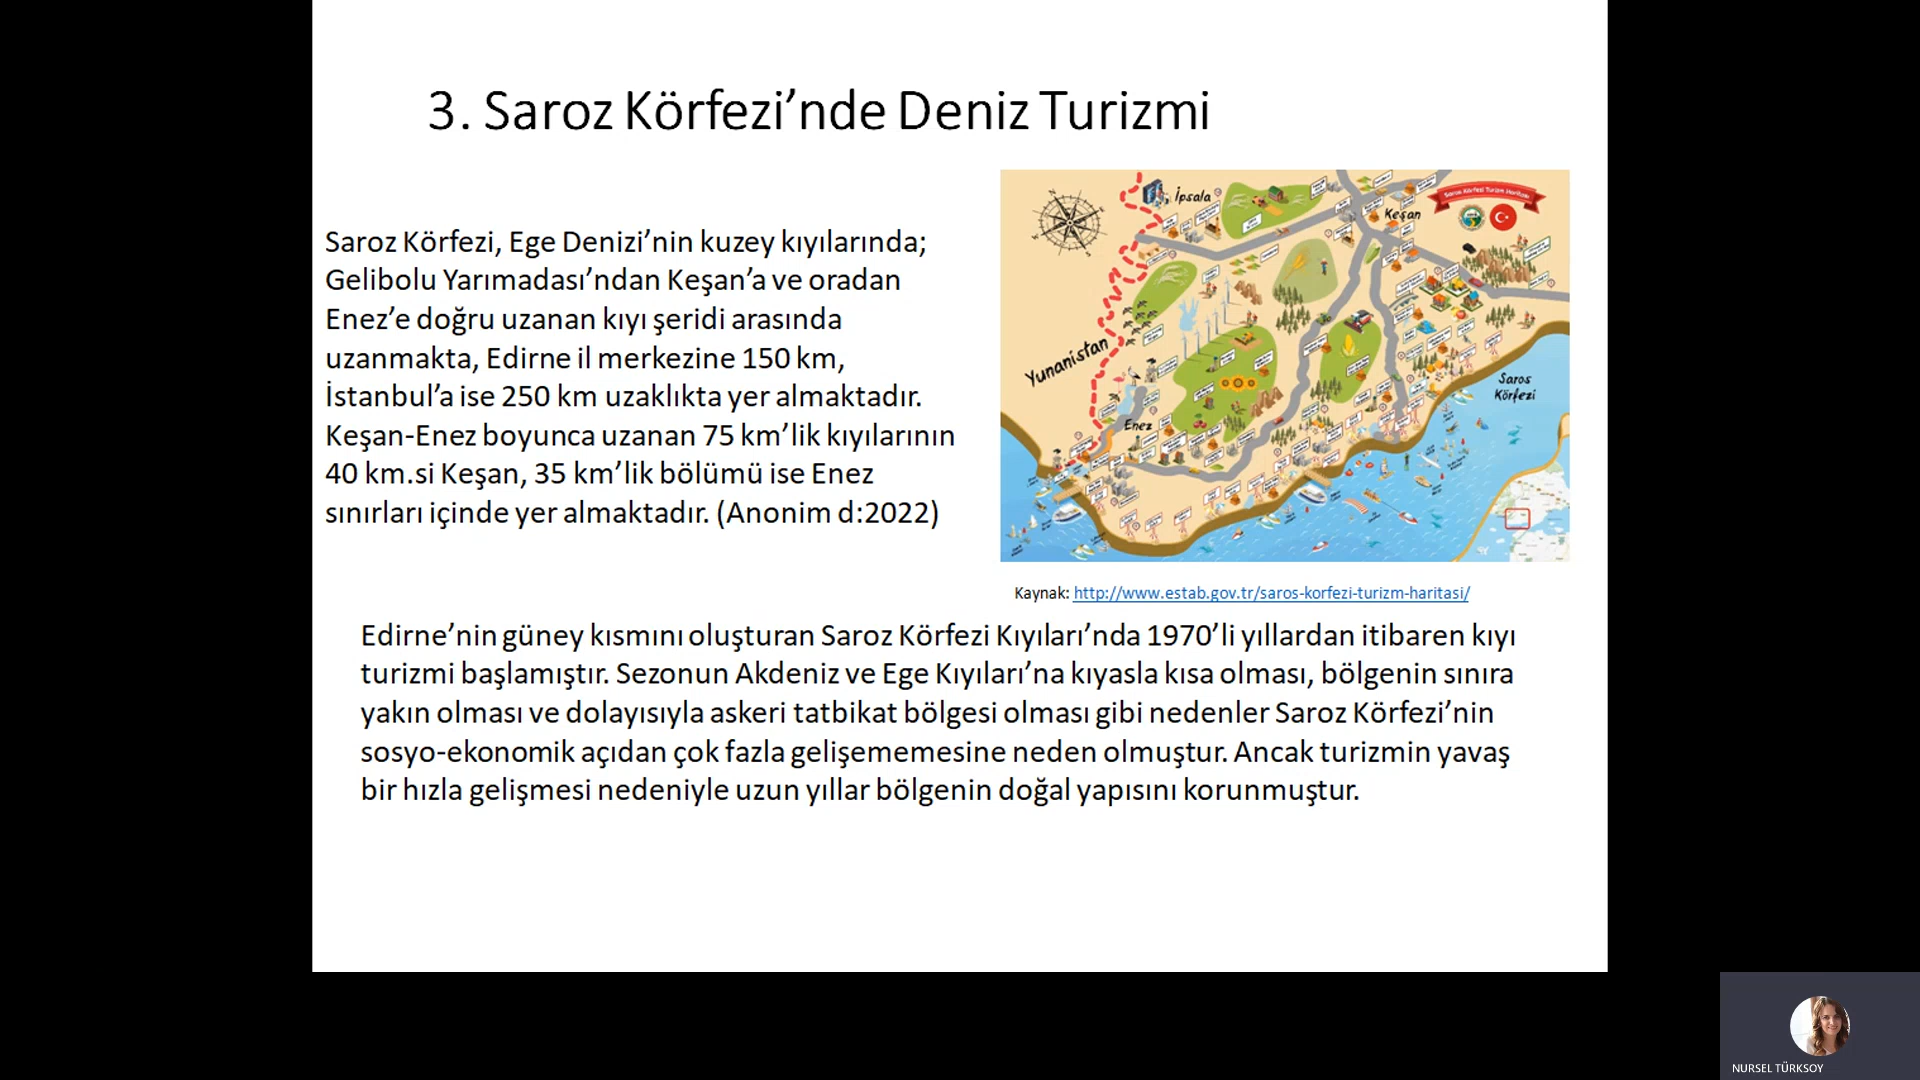 3. Saroz Körfezi’nde Deniz Turizmi
Saroz Körfezi, Ege Denizi’nin kuzey kıyılarında;
Gelibolu Yarımadası’ndan Keşan’a ve oradan
Enez’e doğru uzanan kıyı şeridi arasında
uzanmakta, Edirne il merkezine 150 km,
İstanbul’a ise 250 km uzaklıkta yer almaktadır.
Keşan-Enez boyunca uzanan 75 km’lik kıyılarının
40 km.si Keşan, 35 km’lik bölümü ise Enez
sınırları içinde yer almaktadır. (Anonim d:2022)
İpsala
Keşan
Saros Körfezi Turizm Haritası
Yunanistan
Saros
Körfezi
Enez
Kaynak: http://www.estab.gov.tr/saros-korfezi-turizm-haritasi/
Edirne’nin güney kısmını oluşturan Saroz Körfezi Kıyıları’nda 1970’li yıllardan itibaren kıyı
turizmi başlamıştır. Sezonun Akdeniz ve Ege Kıyıları’na kıyasla kısa olması, bölgenin sınıra
yakın olması ve dolayısıyla askeri tatbikat bölgesi olması gibi nedenler Saroz Körfezi’nin
sosyo-ekonomik açıdan çok fazla gelişememesine neden olmuştur. Ancak turizmin yavaş
bir hızla gelişmesi nedeniyle uzun yıllar bölgenin doğal yapısını korunmuştur.
NURSEL TÜRKSOY